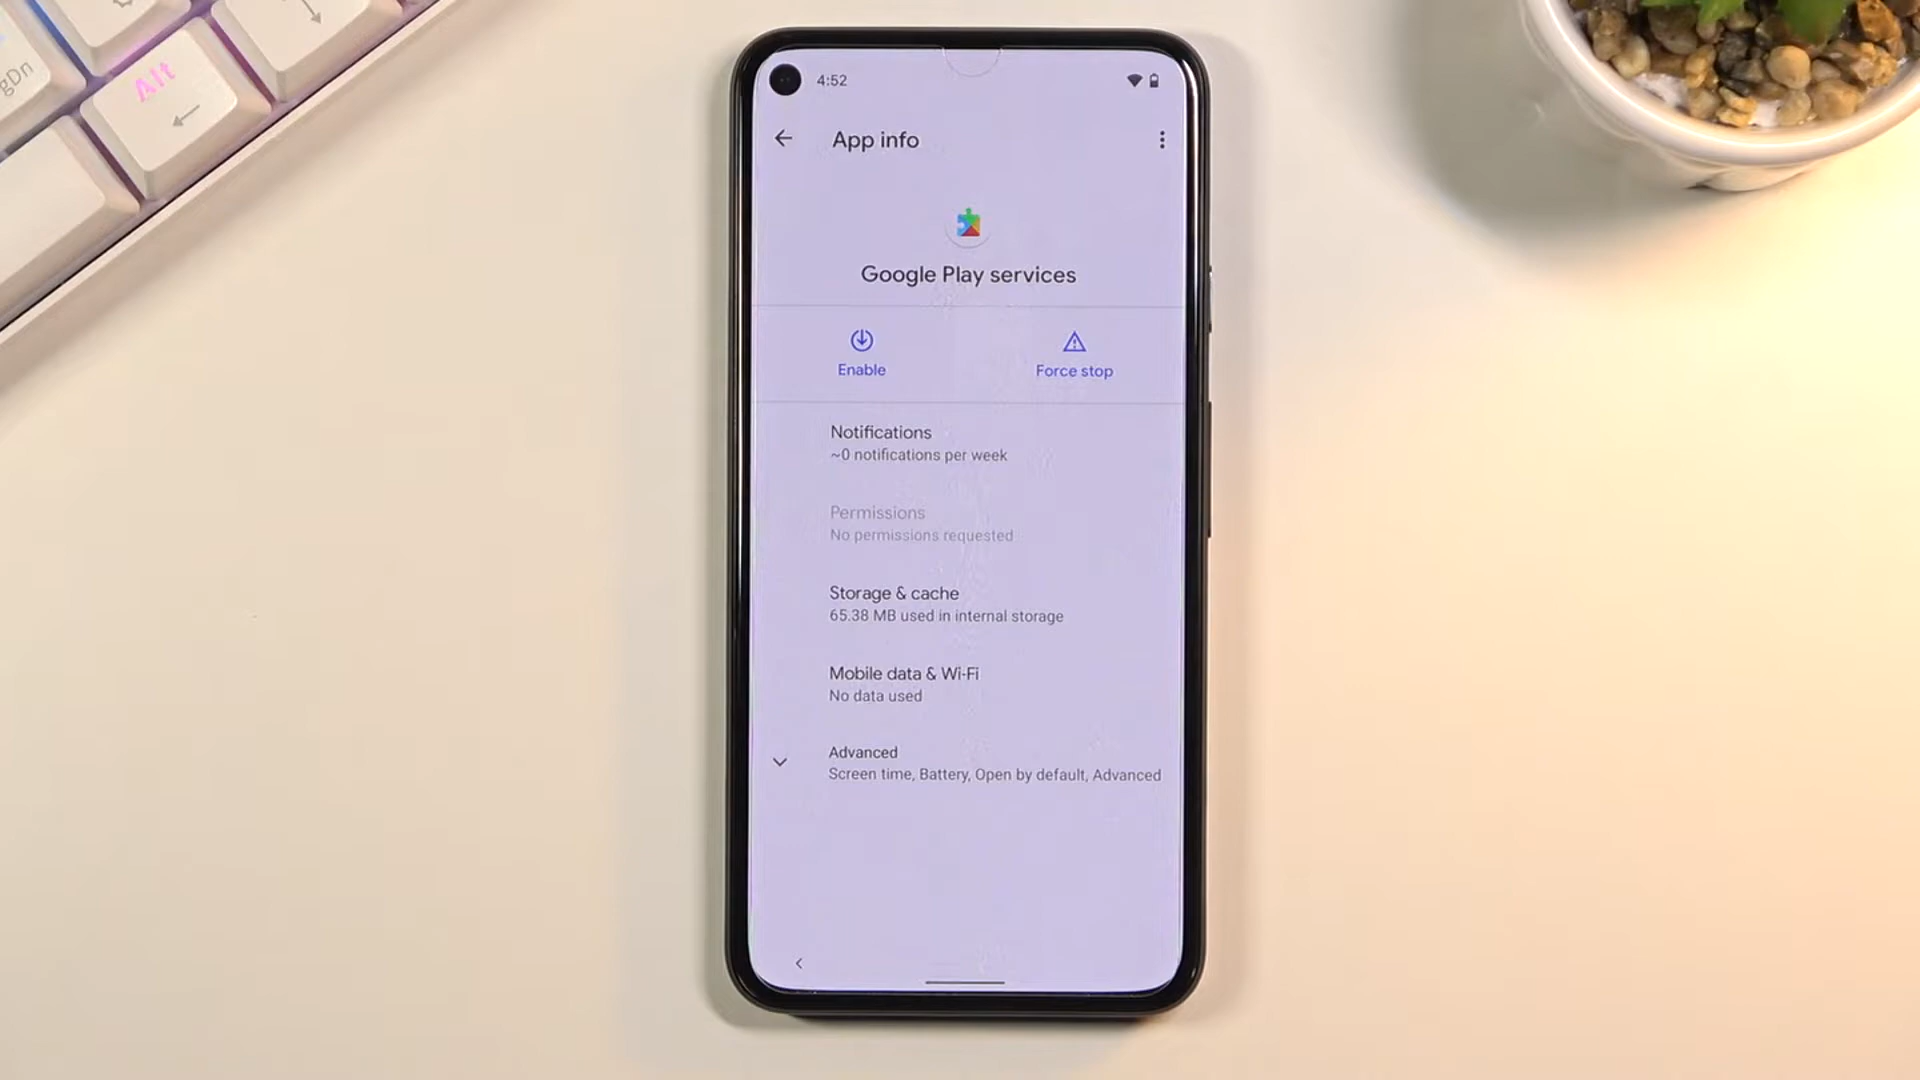 gDn
Alt
4:52
App info
Google Play services
Enable
Force stop
Notifications
~0 notifications per week
Permissions
No permissions requested
Storage & cache
65.38 MB used in internal storage
Mobile data & Wi-Fi
No data used
Advanced
Screen time, Battery, Open by default, Advanced